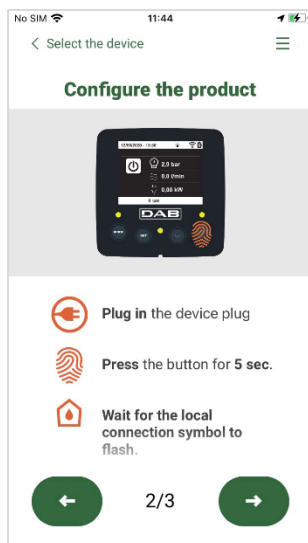 No SIM 11:44
Select the device
Configure the product
2,9 bar
0,0 l/min
0,00 kW
DAB
Plug in the device plug
Press the button for 5 sec.
Wait for the local
connection symbol to
flash.
2/3